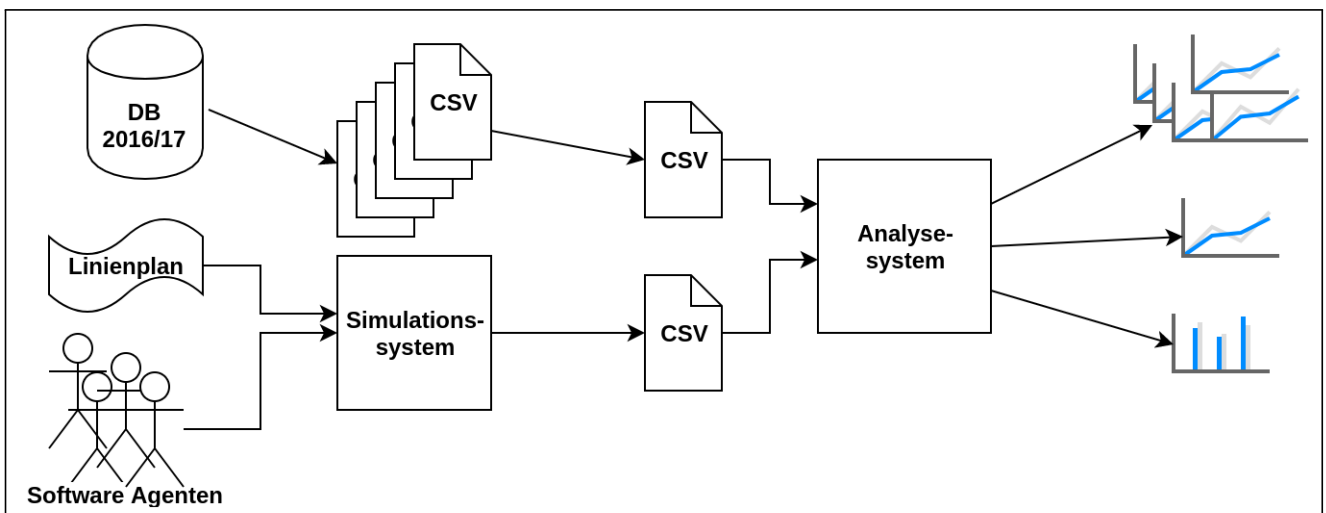 DB
2016/17
CSV
CSV
Linienplan
Simulations-
system
CSV
Analyse-
system
Software Agenten